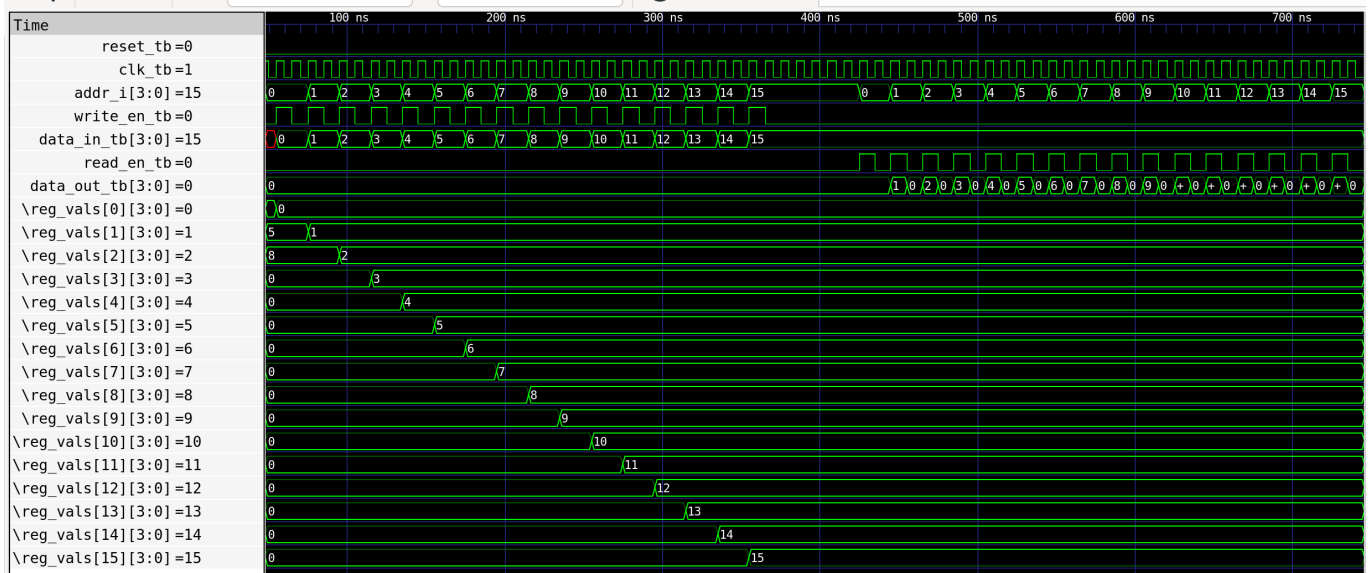 100 ns 200 ns 300 ns 400 ns 500 ns 600 ns 700 ns
Time
reset_tb=0
clk_tb=1
addr_i[3:0]=15 0 1 2 3 4 5 6 7 8 9 10 11 12 13 14 15 0 1 2 3 4 5 6 7 8 9 10 11 12 13 14 15
write_en_tb=0
data_in_tb[3:0]=15 0 1 2 3 4 5 6 7 8 9 10 11 12 13 14 15
read_en_tb=0
data_out_tb[3:0]=0 0 1 0 2 0 3 0 4 0 5 0 6 0 7 0 8 0 9 0 + 0 + 0 + 0 + 0 + 0 + 0
\reg_vals[0][3:0]=0 0
\reg_vals[1][3:0]=1 5 1
\reg_vals[2][3:0]=2 8 2
\reg_vals[3][3:0]=3 0 3
\reg_vals[4][3:0]=4 0 4
\reg_vals[5][3:0]=5 0 5
\reg_vals[6][3:0]=6 0 6
\reg_vals[7][3:0]=7 0 7
\reg_vals[8][3:0]=8 0 8
\reg_vals[9][3:0]=9 0 9
\reg_vals[10][3:0]=10 0 10
\reg_vals[11][3:0]=11 0 11
\reg_vals[12][3:0]=12 0 12
\reg_vals[13][3:0]=13 0 13
\reg_vals[14][3:0]=14 0 14
\reg_vals[15][3:0]=15 0 15